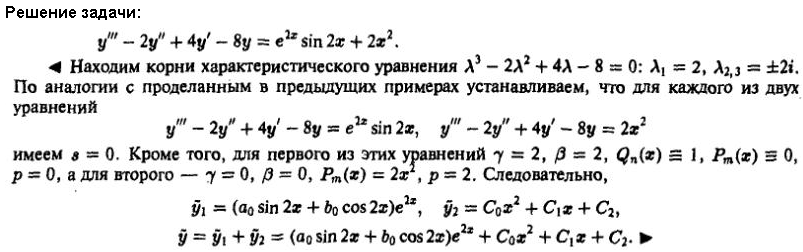 Решение задачи:
y''' − 2y'' + 4y' − 8y = e^{2x} sin 2x + 2x².
◄ Находим корни характеристического уравнения λ³ − 2λ² + 4λ − 8 = 0: λ₁ = 2, λ₂,₃ = ±2i.
По аналогии с проделанным в предыдущих примерах устанавливаем, что для каждого из двух
уравнений
y''' − 2y'' + 4y' − 8y = e^{2x} sin 2x, y''' − 2y'' + 4y' − 8y = 2x²
имеем s = 0. Кроме того, для первого из этих уравнений γ = 2, β = 2, Qₙ(x) ≡ 1, Pₘ(x) ≡ 0,
p = 0, а для второго — γ = 0, β = 0, Pₘ(x) = 2x², p = 2. Следовательно,
ỹ₁ = (a₀ sin 2x + b₀ cos 2x)e^{2x}, ỹ₂ = C₀x² + C₁x + C₂,
ỹ = ỹ₁ + ỹ₂ = (a₀ sin 2x + b₀ cos 2x)e^{2x} + C₀x² + C₁x + C₂. ►